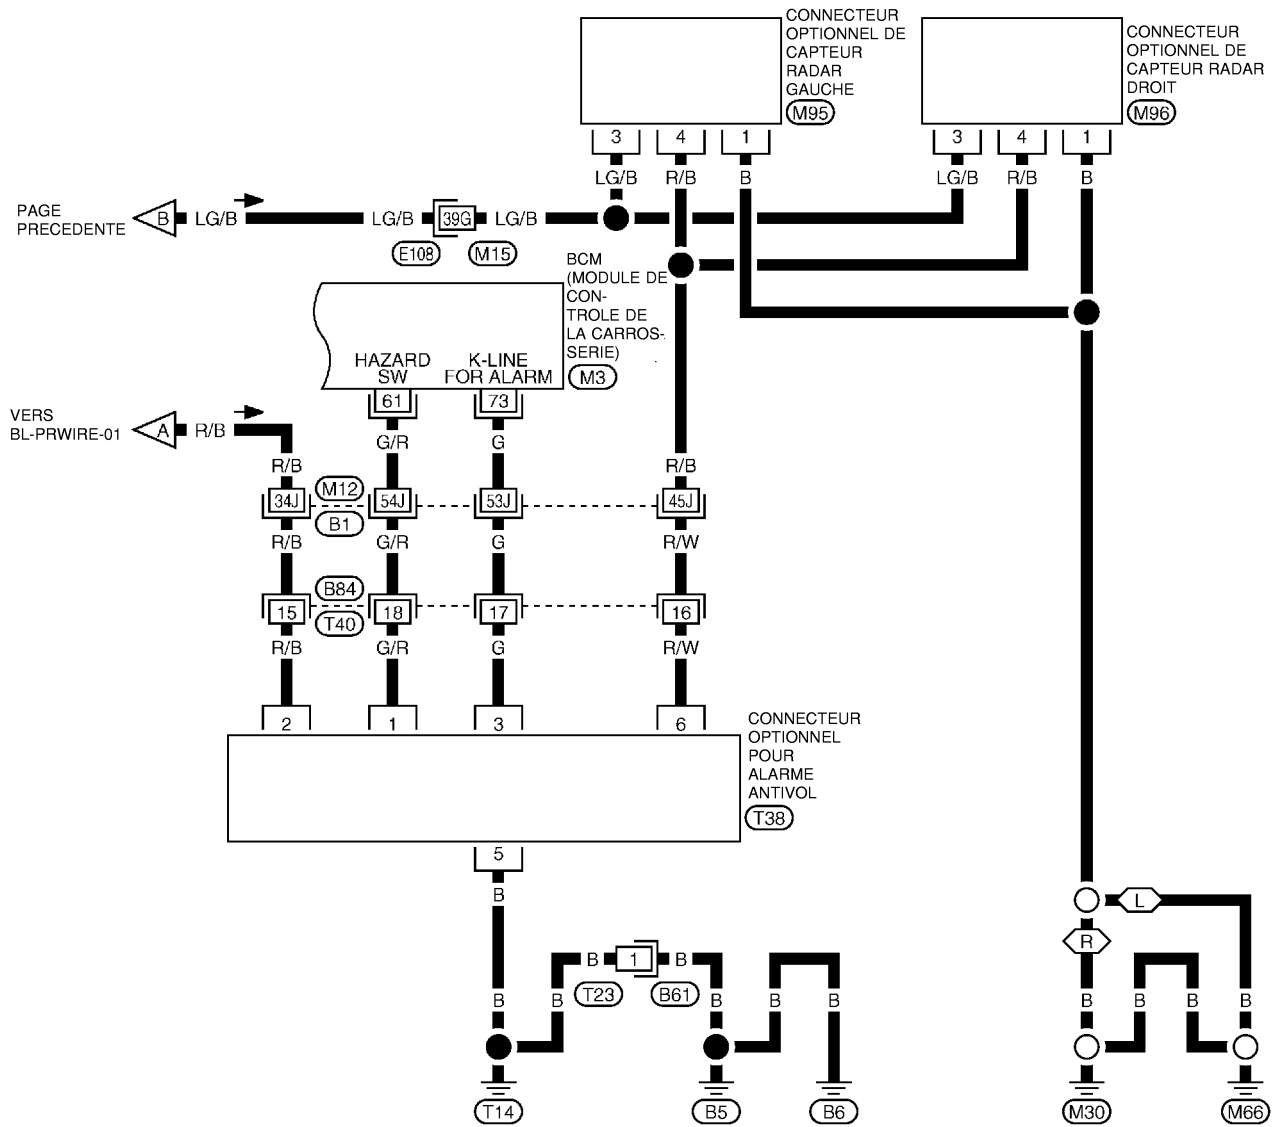 CONNECTEUR
OPTIONNEL DE
CAPTEUR
RADAR
GAUCHE
M95
CONNECTEUR
OPTIONNEL DE
CAPTEUR RADAR
DROIT
M96
3 4 1
3 4 1
LG/B R/B B
LG/B R/B B
PAGE
PRECEDENTE
B LG/B LG/B 39G LG/B
E108 M15
BCM
(MODULE DE
CON-
TROLE DE
LA CARROS-
SERIE)
M3
HAZARD
SW
K-LINE
FOR ALARM
61 73
VERS
BL-PRWIRE-01
A R/B
G/R G
R/B R/B
34J M12 54J 53J 45J
B1
R/B G/R G R/W
B84
15 18 17 16
T40
R/B G/R G R/W
2 1 3 6
CONNECTEUR
OPTIONNEL
POUR
ALARME
ANTIVOL
T38
5
B
L
R
B 1 B
T23 B61
B B B B B
B B B B
T14 B5 B6 M30 M66